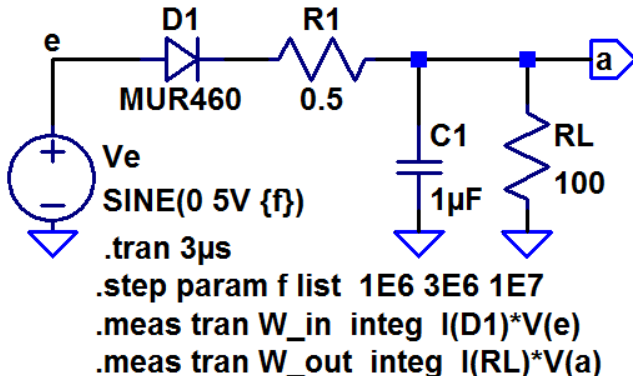 D1
R1
e
a
MUR460
0.5
C1
RL
Ve
1µF
100
SINE(0 5V {f})
.tran 3µs
.step param f list 1E6 3E6 1E7
.meas tran W_in integ I(D1)*V(e)
.meas tran W_out integ I(RL)*V(a)